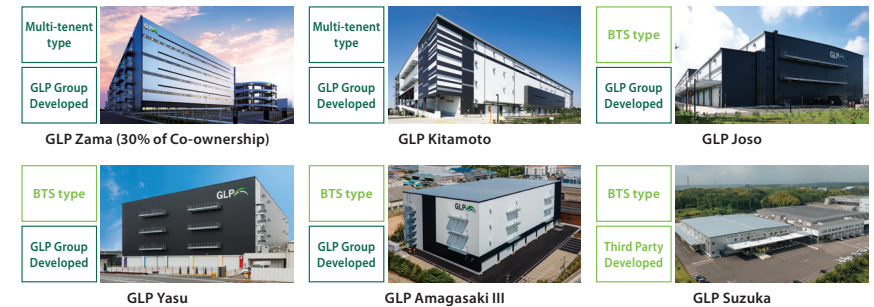 Multi-tenent
type
GLP Group
Developed
GLP
GLP Zama (30% of Co-ownership)
Multi-tenent
type
GLP Group
Developed
GLP Kitamoto
BTS type
GLP Group
Developed
GLP
GLP Joso
BTS type
GLP Group
Developed
GLP
GLP Yasu
BTS type
GLP Group
Developed
GLP
GLP Amagasaki III
BTS type
Third Party
Developed
GLP Suzuka